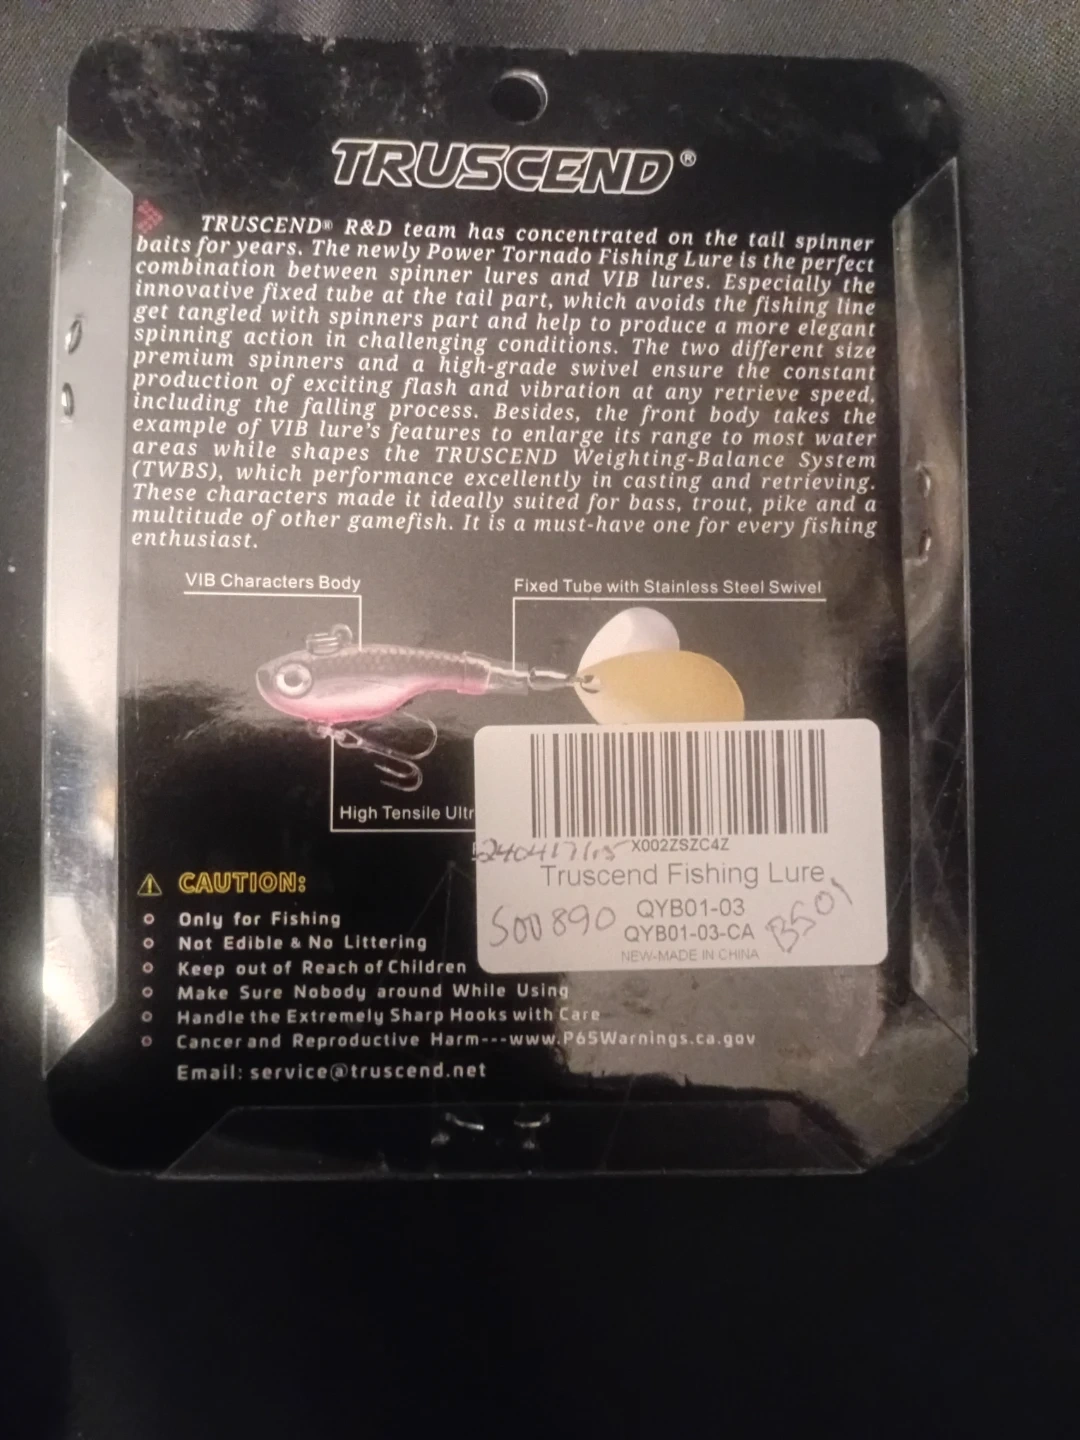 TRUSCEND®
TRUSCEND® R&D team has concentrated on the tail spinner
baits for years. The newly Power Tornado Fishing Lure is the perfect
combination between spinner lures and VIB lures. Especially the
innovative fixed tube at the tail part, which avoids the fishing line
get tangled with spinners part and help to produce a more elegant
spinning action in challenging conditions. The two different size
premium spinners and a high-grade swivel ensure the constant
production of exciting flash and vibration at any retrieve speed,
including the falling process. Besides, the front body takes the
example of VIB lure's features to enlarge its range to most water
areas while shapes the TRUSCEND Weighting-Balance System
(TWBS), which performance excellently in casting and retrieving.
These characters made it ideally suited for bass, trout, pike and a
multitude of other gamefish. It is a must-have one for every fishing
enthusiast.
VIB Characters Body
Fixed Tube with Stainless Steel Swivel
High Tensile Ultr
X002ZSZC4Z
Truscend Fishing Lure
S00890 QYB01-03
QYB01-03-CA
NEW-MADE IN CHINA
CAUTION:
Only for Fishing
Not Edible & No Littering
Keep out of Reach of Children
Make Sure Nobody around While Using
Handle the Extremely Sharp Hooks with Care
Cancer and Reproductive Harm---www.P65Warnings.ca.gov
Email: service@truscend.net